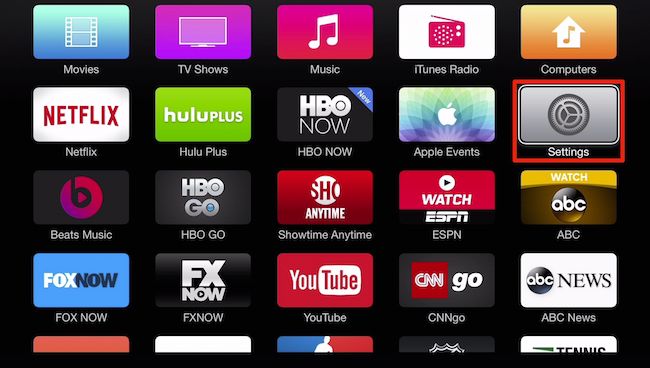 Movies
TV Shows
Music
iTunes Radio
Computers
NETFLIX
huluPLUS
HBO
NOW
New
Netflix
Hulu Plus
HBO NOW
Apple Events
Settings
HBO
GO
SHO
ANYTIME
WATCH
ESPN
WATCH
abc
Beats Music
HBO GO
Showtime Anytime
ESPN
ABC
FOXNOW
FX
NOW
YouTube
CNN go
abc NEWS
FOX NOW
FXNOW
YouTube
CNNgo
ABC News
TENNIS